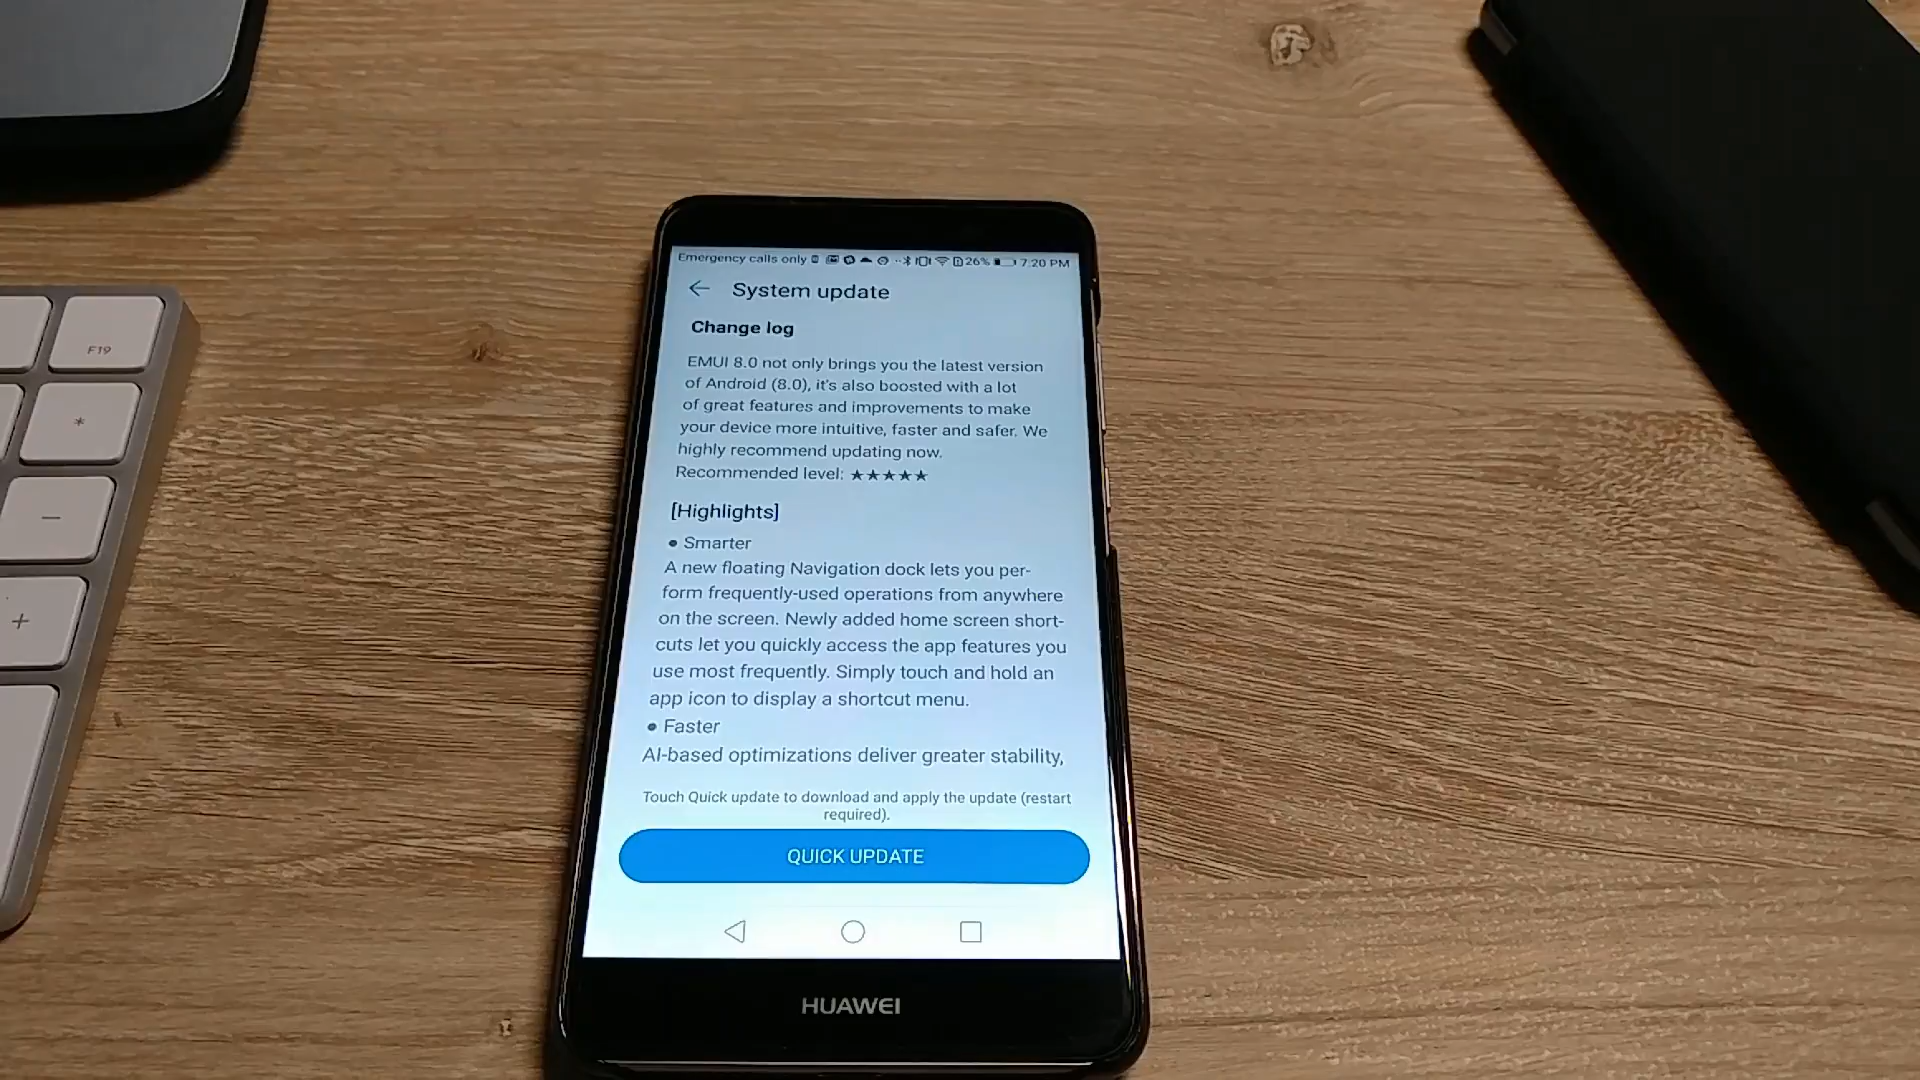 Emergency calls only 26% 7:20 PM
System update
Change log
EMUI 8.0 not only brings you the latest version
of Android (8.0), it's also boosted with a lot
of great features and improvements to make
your device more intuitive, faster and safer. We
highly recommend updating now.
Recommended level: ★★★★★
[Highlights]
● Smarter
A new floating Navigation dock lets you per-
form frequently-used operations from anywhere
on the screen. Newly added home screen short-
cuts let you quickly access the app features you
use most frequently. Simply touch and hold an
app icon to display a shortcut menu.
● Faster
AI-based optimizations deliver greater stability,
Touch Quick update to download and apply the update (restart
required).
QUICK UPDATE
HUAWEI
F19
*
-
+